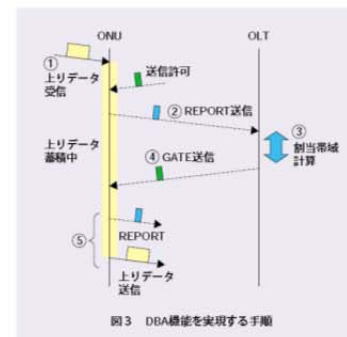 ONU
OLT
①
上りデータ
受信
送信許可
② REPORT送信
③
割当帯域
計算
上りデータ
蓄積中
④ GATE送信
⑤
REPORT
上りデータ
送信
図3 DBA機能を実現する手順